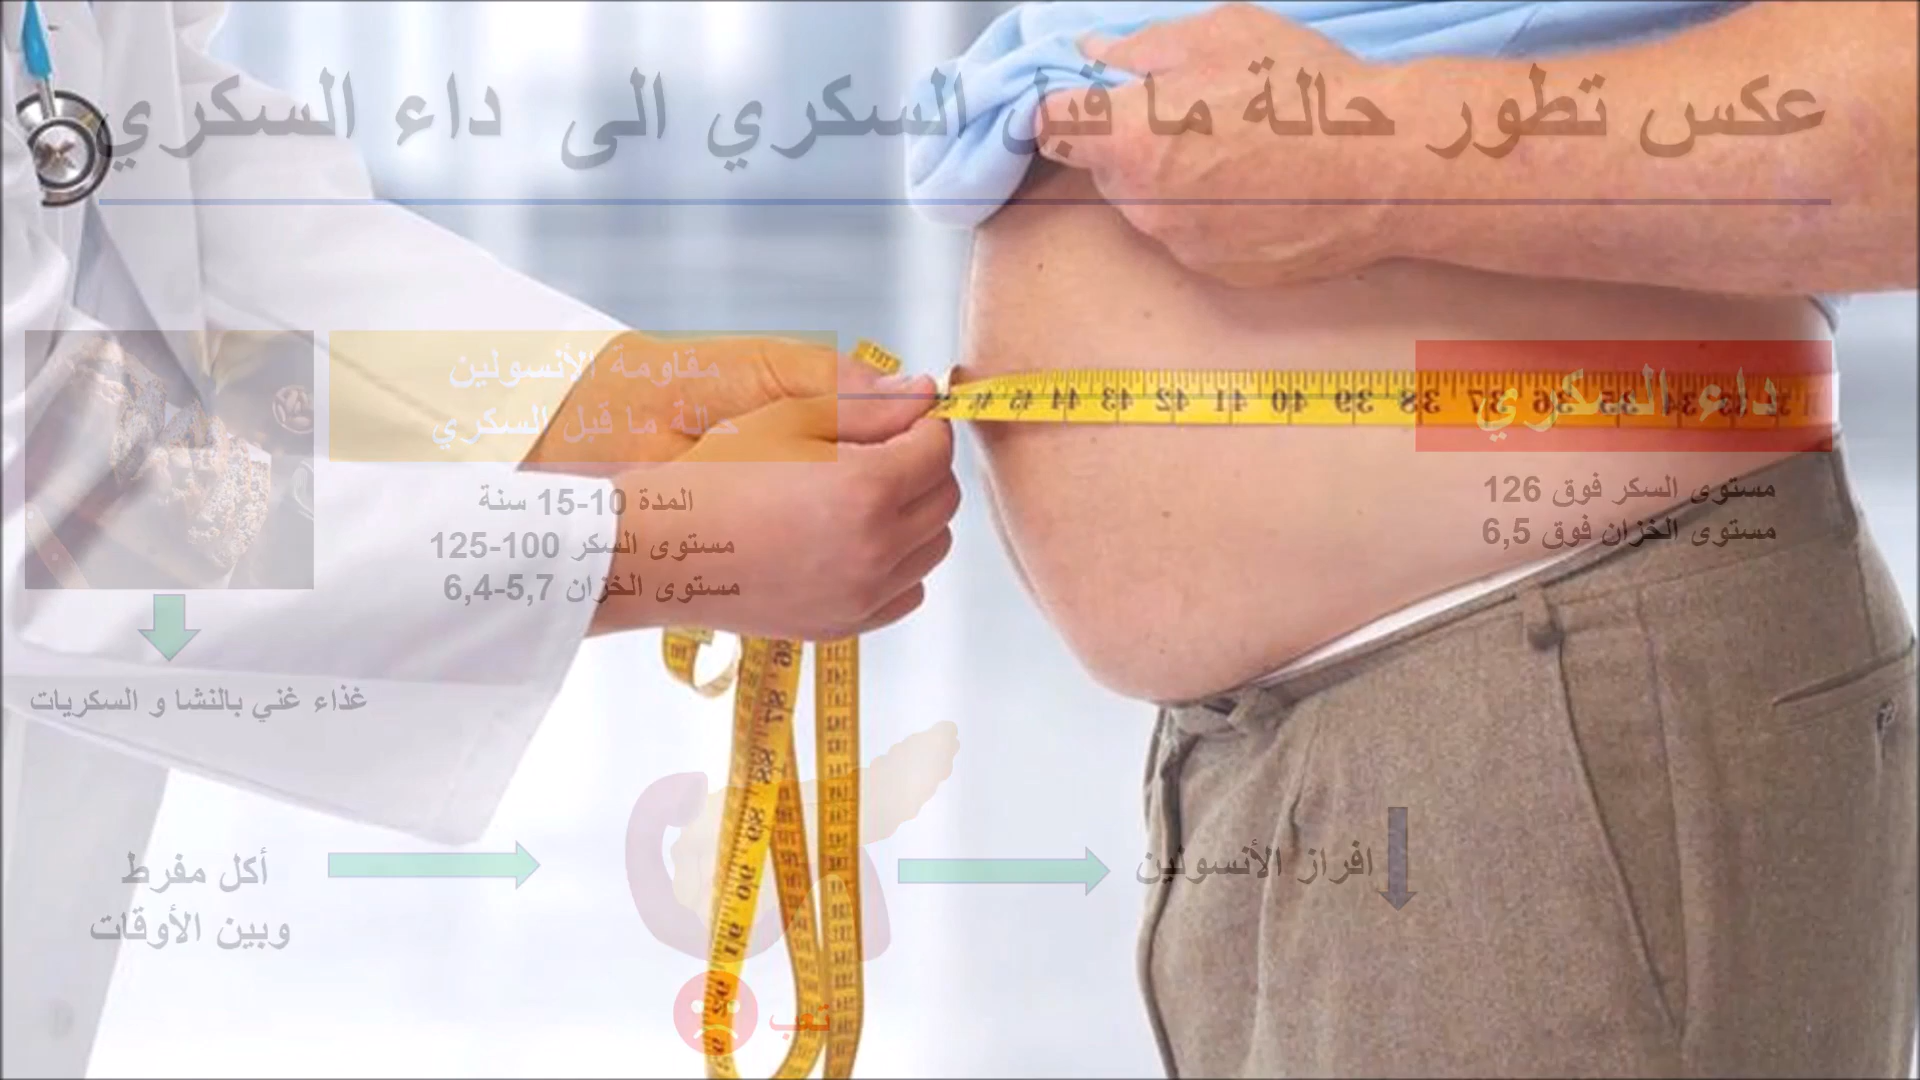 عكس تطور حالة ما قبل السكري الى داء السكري
مقاومة الأنسولين
حالة ما قبل السكري
المدة 10-15 سنة
مستوى السكر 100-125
مستوى الخزان 5,7-6,4
داء السكري
مستوى السكر فوق 126
مستوى الخزان فوق 6,5
غذاء غني بالنشا و السكريات
أكل مفرط
وبين الأوقات
افراز الأنسولين
تعب